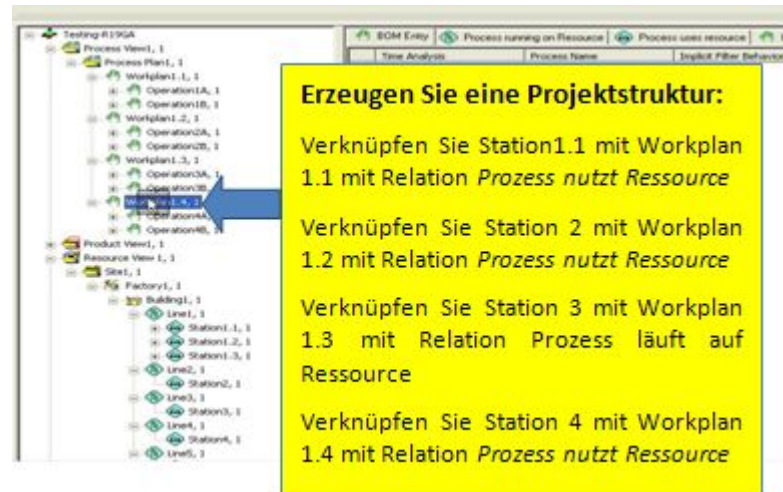 Testing-R19GA
Process View1, 1
Process Plan1, 1
Workplan1.1, 1
Operation1A, 1
Operation1B, 1
Workplan1.2, 1
Operation2A, 1
Operation2B, 1
Workplan1.3, 1
Operation3A, 1
Operation3B
Workplan1.4, 1
Operation4A
Operation4B, 1
Product View1, 1
Resource View 1, 1
Site1, 1
Factory1, 1
Building1, 1
Line1, 1
Station1.1, 1
Station1.2, 1
Station1.3, 1
Line2, 1
Station2, 1
Line3, 1
Station3, 1
Line4, 1
Station4, 1
Line5, 1
BOM Entry Process running on Resource Process uses resource
Time Analysis Process Name Implicit Filter Behavior
Erzeugen Sie eine Projektstruktur:
Verknüpfen Sie Station1.1 mit Workplan
1.1 mit Relation Prozess nutzt Ressource
Verknüpfen Sie Station 2 mit Workplan
1.2 mit Relation Prozess nutzt Ressource
Verknüpfen Sie Station 3 mit Workplan
1.3 mit Relation Prozess läuft auf
Ressource
Verknüpfen Sie Station 4 mit Workplan
1.4 mit Relation Prozess nutzt Ressource